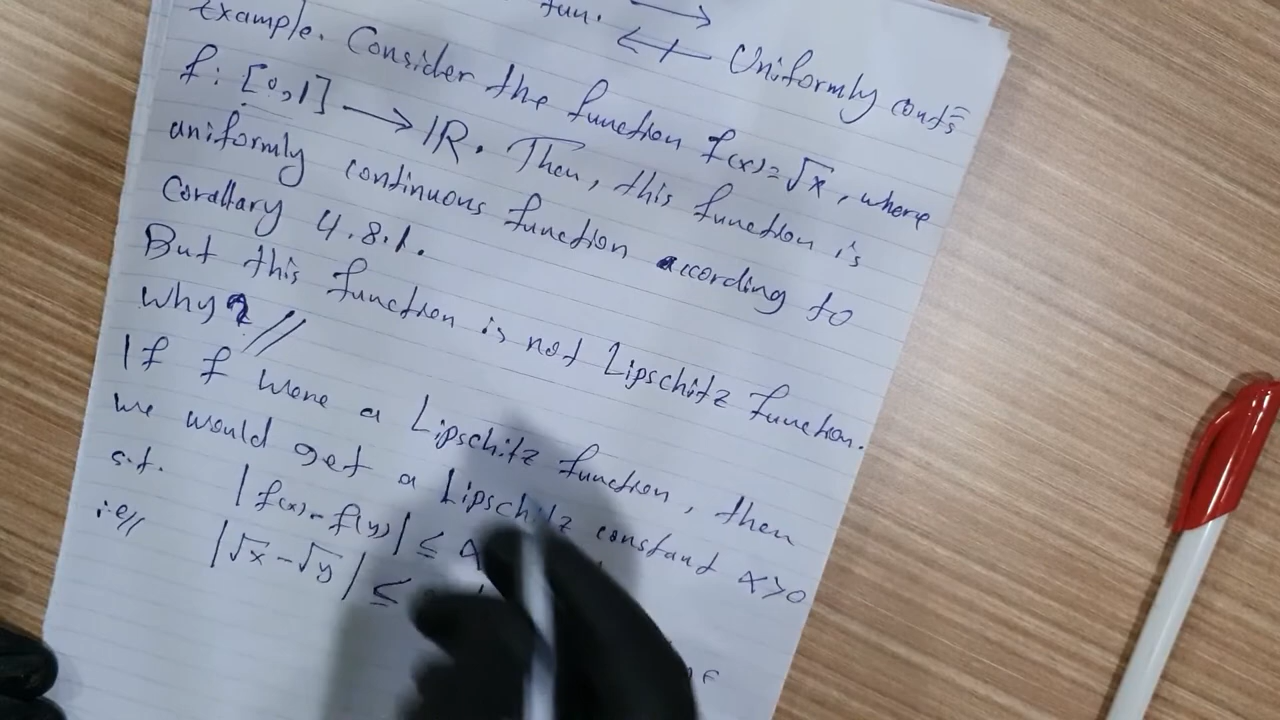 fun. → Uniformly conts
Example. Consider the function f(x)=√x, where
f: [0,1] → IR. Then, this function is
uniformly continuous function according to
Corallary 4.8.1.
But this function is not Lipschitz function.
Why? //
If f were a Lipschitz function, then
we would get a Lipschitz constant α>0
s.t. |f(x)-f(y)| ≤ α
i.e// |√x-√y| ≤